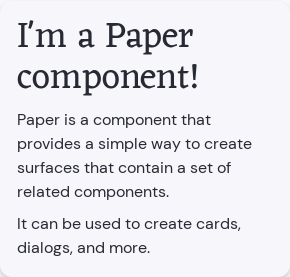 I'm a Paper
component!
Paper is a component that
provides a simple way to create
surfaces that contain a set of
related components.
It can be used to create cards,
dialogs, and more.